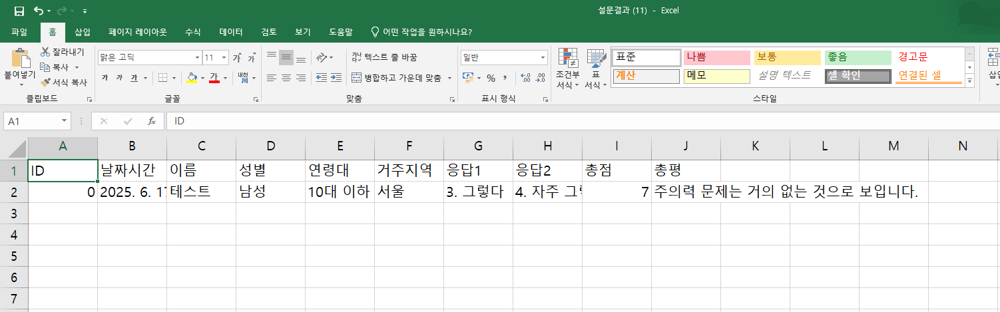 설문결과 (11) - Excel
파일 홈 삽입 페이지 레이아웃 수식 데이터 검토 보기 도움말 어떤 작업을 원하시나요?
붙여넣기
잘라내기
복사
서식 복사
클립보드
맑은 고딕 11 가 가
가 가 가 가 내천 川
글꼴
가나 텍스트 줄 바꿈
병합하고 가운데 맞춤
맞춤
일반
% ,
표시 형식
조건부 서식
표 서식
표준 나쁨 보통 좋음 경고문
계산 메모 설명 텍스트 셀 확인 연결된 셀
스타일
A1 fx ID
A B C D E F G H I J K L M N
1 ID 날짜시간 이름 성별 연령대 거주지역 응답1 응답2 총점 총평
2 0 2025. 6. 17 테스트 남성 10대 이하 서울 3. 그렇다 4. 자주 7 주의력 문제는 거의 없는 것으로 보입니다.
3
4
5
6
7